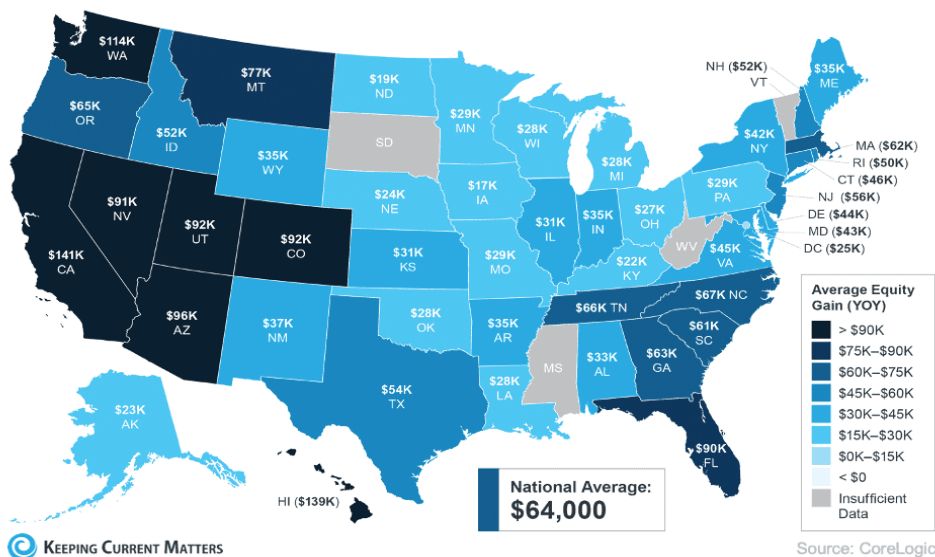 $114K
WA
$65K
OR
$52K
ID
$77K
MT
$19K
ND
$29K
MN
$28K
WI
$28K
MI
SD
$35K
WY
$24K
NE
$17K
IA
$91K
NV
$92K
UT
$92K
CO
$141K
CA
$96K
AZ
$37K
NM
$31K
KS
$28K
OK
$54K
TX
$29K
MO
$35K
AR
$28K
LA
$31K
IL
$35K
IN
$27K
OH
$22K
KY
WV
$45K
VA
$66K TN
$67K NC
$61K
SC
$63K
GA
$33K
AL
MS
$90K
FL
$29K
PA
$42K
NY
$35K
ME
NH ($52K)
VT
MA ($62K)
RI ($50K)
CT ($46K)
NJ ($56K)
DE ($44K)
MD ($43K)
DC ($25K)
$23K
AK
HI ($139K)
Average Equity
Gain (YOY)
> $90K
$75K–$90K
$60K–$75K
$45K–$60K
$30K–$45K
$15K–$30K
$0K–$15K
< $0
Insufficient
Data
National Average:
$64,000
KEEPING CURRENT MATTERS
Source: CoreLogic